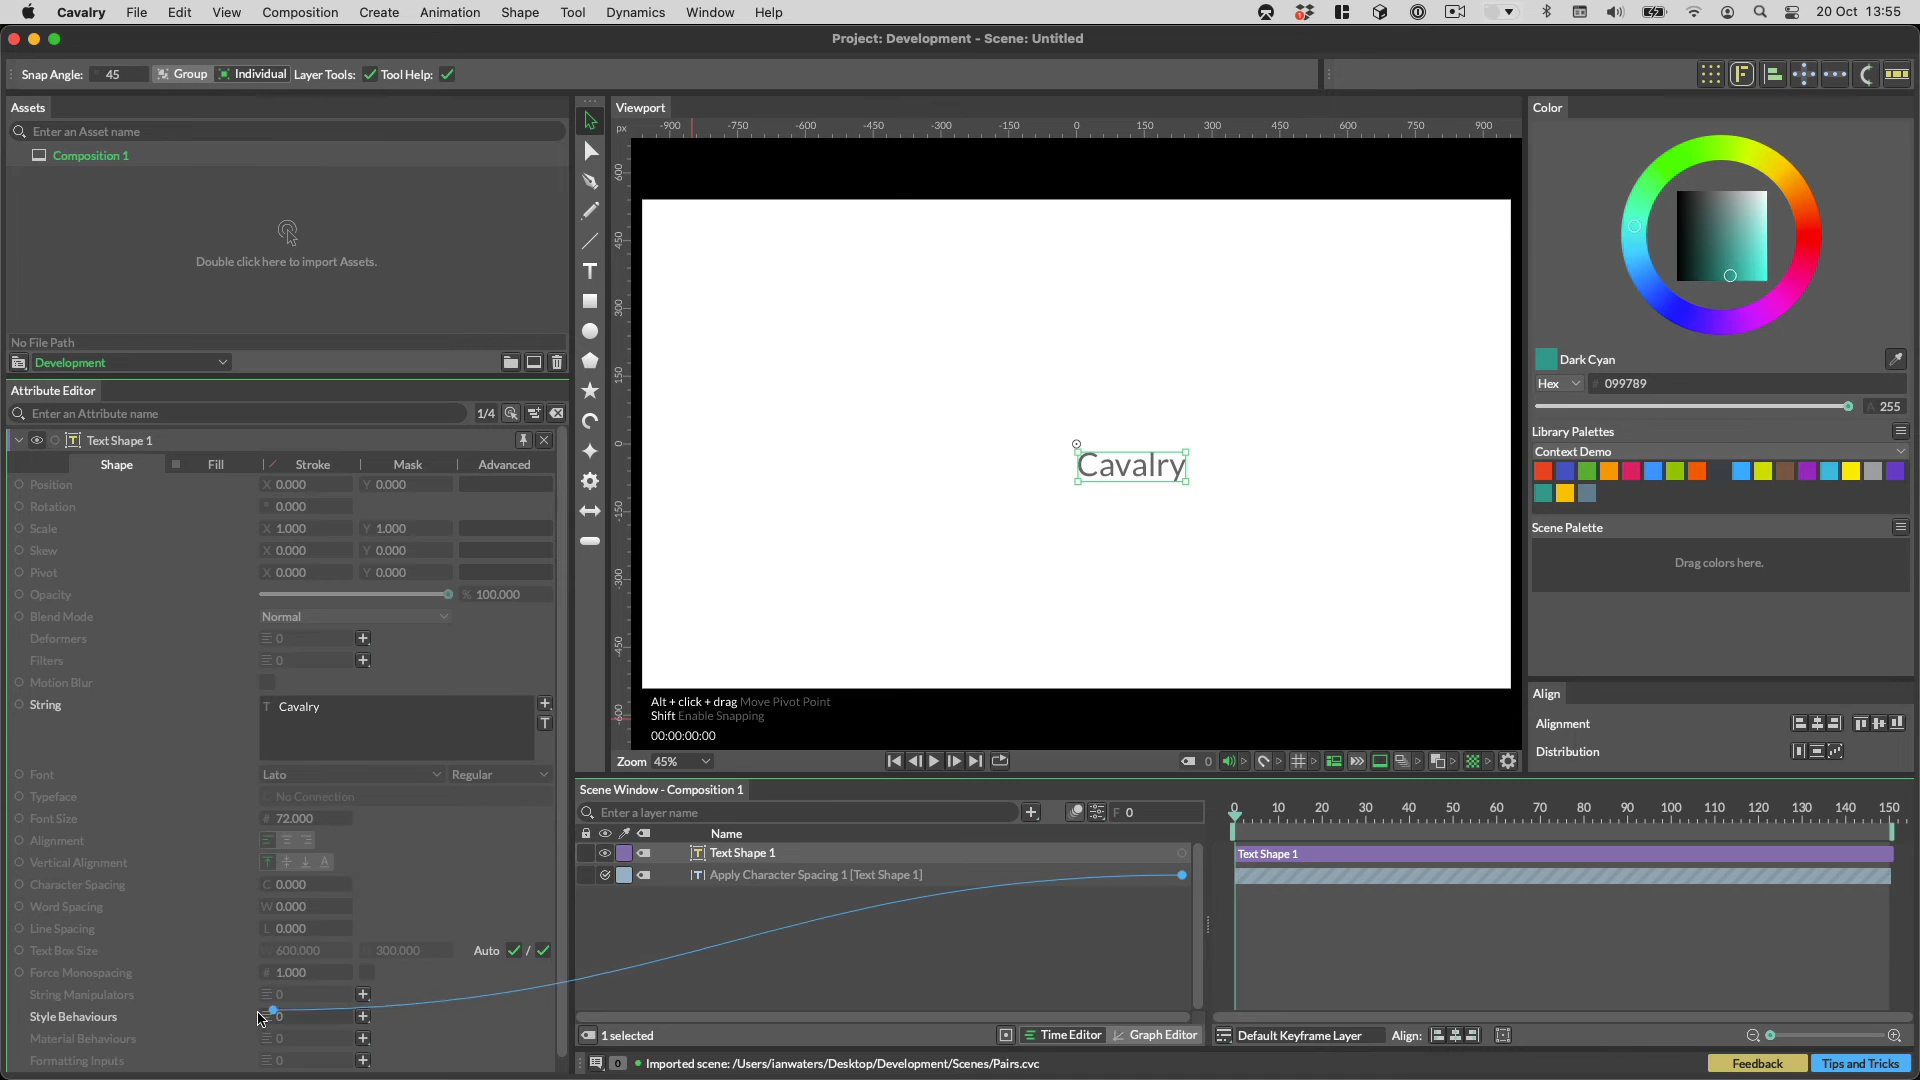 Cavalry File Edit View Composition Create Animation Shape Tool Dynamics Window Help 20 Oct 13:55
Project: Development - Scene: Untitled
Snap Angle: 45 Group Individual Layer Tools: Tool Help:
Assets
Enter an Asset name
Composition 1
Double click here to import Assets.
No File Path
Development
Attribute Editor
Enter an Attribute name 1/4
Text Shape 1
Shape Fill Stroke Mask Advanced
Position X 0.000 Y 0.000
Rotation 0.000
Scale X 1.000 Y 1.000
Skew X 0.000 Y 0.000
Pivot X 0.000 Y 0.000
Opacity % 100.000
Blend Mode Normal
Deformers 0
Filters 0
Motion Blur
String T Cavalry
Font Lato Regular
Typeface No Connection
Font Size # 72.000
Alignment
Vertical Alignment
Character Spacing C 0.000
Word Spacing W 0.000
Line Spacing L 0.000
Text Box Size 600.000 300.000 Auto /
Force Monospacing # 1.000
String Manipulators 0
Style Behaviours 0
Material Behaviours 0
Formatting Inputs 0
Viewport
px -900 -750 -600 -450 -300 -150 0 150 300 450 600 750 900
600
450
300
150
0
-150
-300
-450
-600
Cavalry
Alt + click + drag Move Pivot Point
Shift Enable Snapping
00:00:00:00
Zoom 45% 0
Scene Window - Composition 1
Enter a layer name F 0
Name
Text Shape 1
Apply Character Spacing 1 [Text Shape 1]
0 10 20 30 40 50 60 70 80 90 100 110 120 130 140 150
Text Shape 1
1 selected Time Editor Graph Editor Default Keyframe Layer Align:
0 Imported scene: /Users/ianwaters/Desktop/Development/Scenes/Pairs.cvc Feedback Tips and Tricks
Color
Dark Cyan
Hex # 099789
A 255
Library Palettes
Context Demo
Scene Palette
Drag colors here.
Align
Alignment
Distribution